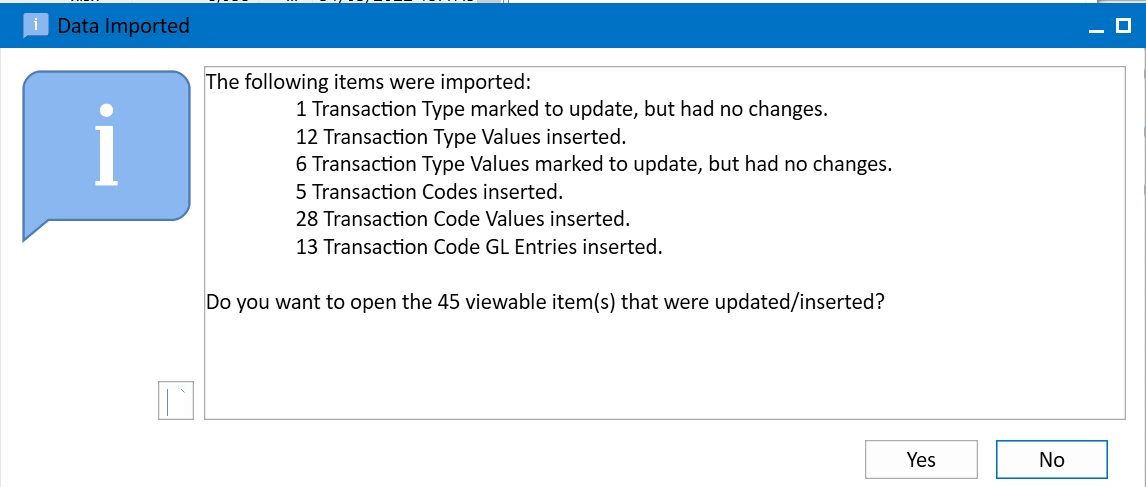 Data Imported
The following items were imported:
1 Transaction Type marked to update, but had no changes.
12 Transaction Type Values inserted.
6 Transaction Type Values marked to update, but had no changes.
5 Transaction Codes inserted.
28 Transaction Code Values inserted.
13 Transaction Code GL Entries inserted.
Do you want to open the 45 viewable item(s) that were updated/inserted?
Yes
No